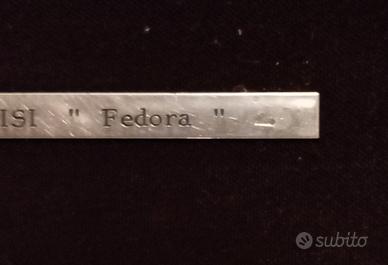 ISI " Fedora "
subito